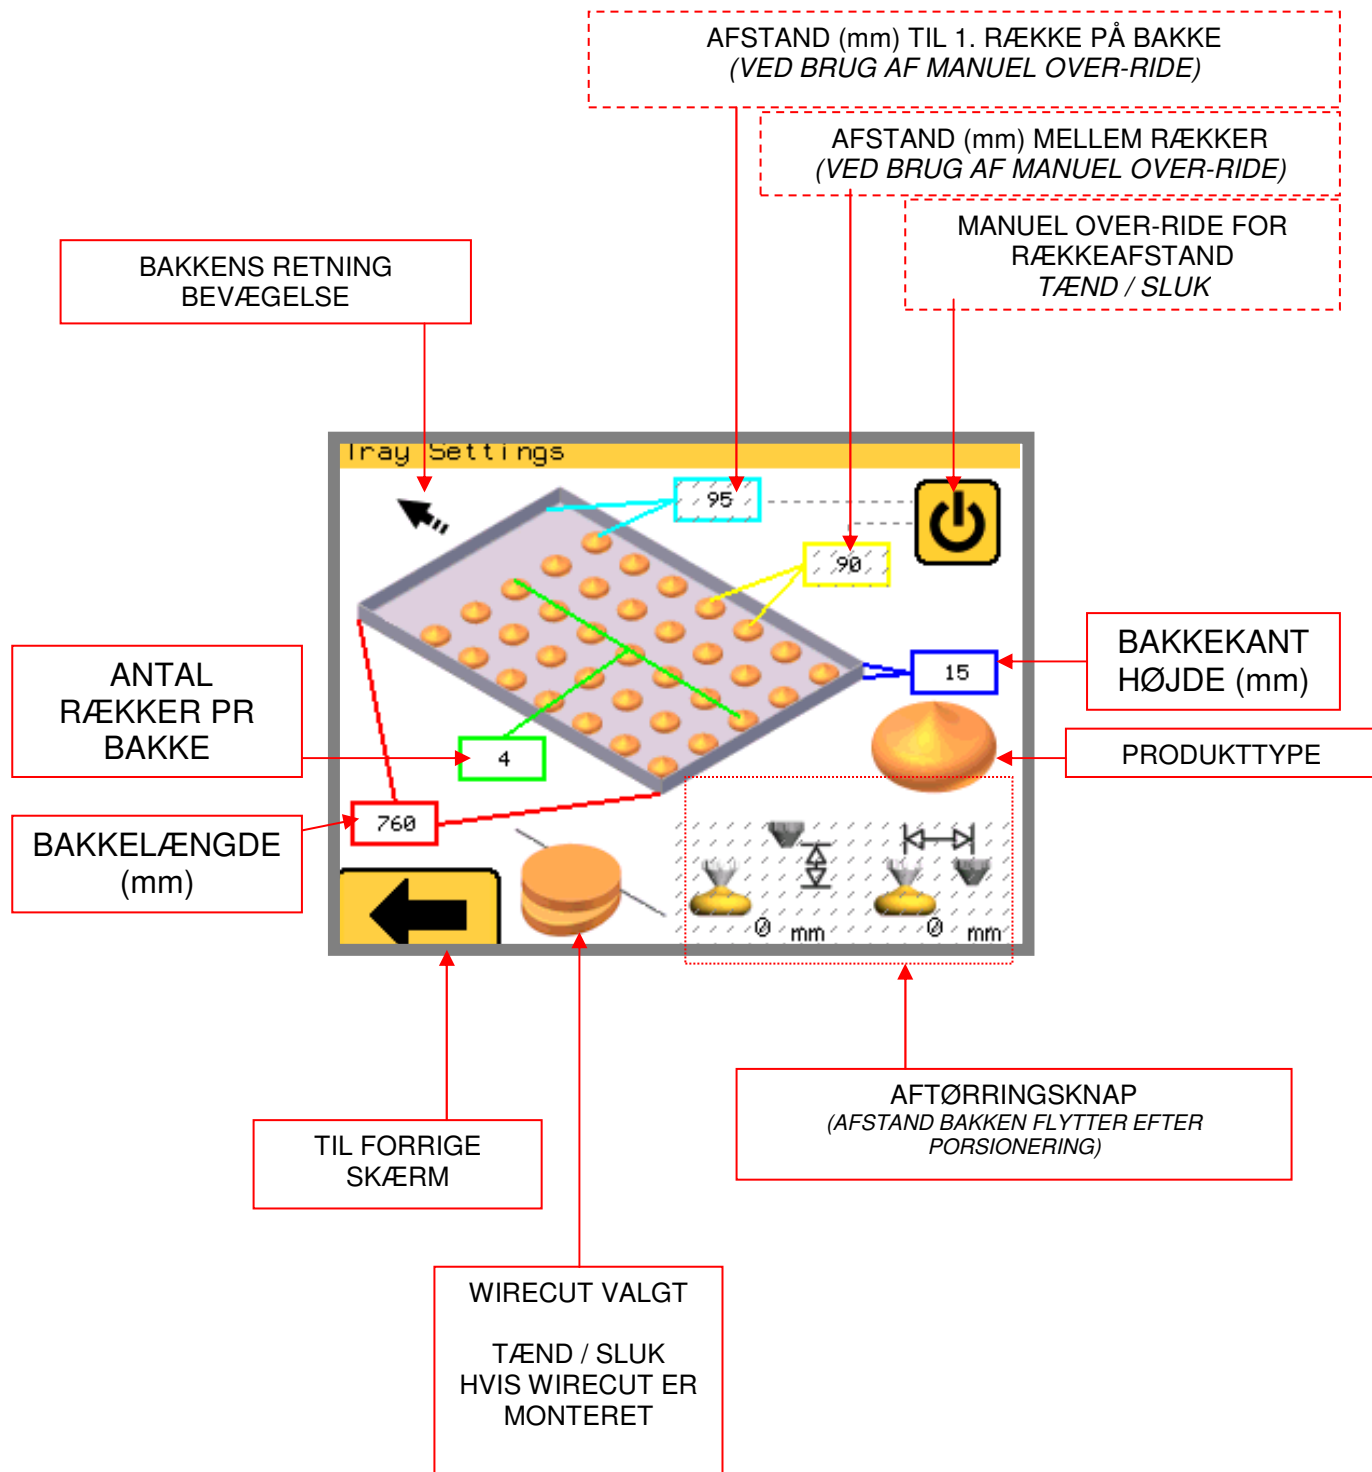 AFSTAND (mm) TIL 1. RÆKKE PÅ BAKKE
(VED BRUG AF MANUEL OVER-RIDE)
AFSTAND (mm) MELLEM RÆKKER
(VED BRUG AF MANUEL OVER-RIDE)
MANUEL OVER-RIDE FOR
RÆKKEAFSTAND
TÆND / SLUK
BAKKENS RETNING
BEVÆGELSE
Tray Settings
95
90
15
4
760
0 mm
0 mm
BAKKEKANT
HØJDE (mm)
ANTAL
RÆKKER PR
BAKKE
PRODUKTTYPE
BAKKELÆNGDE
(mm)
AFTØRRINGSKNAP
(AFSTAND BAKKEN FLYTTER EFTER
PORSIONERING)
TIL FORRIGE
SKÆRM
WIRECUT VALGT
TÆND / SLUK
HVIS WIRECUT ER
MONTERET